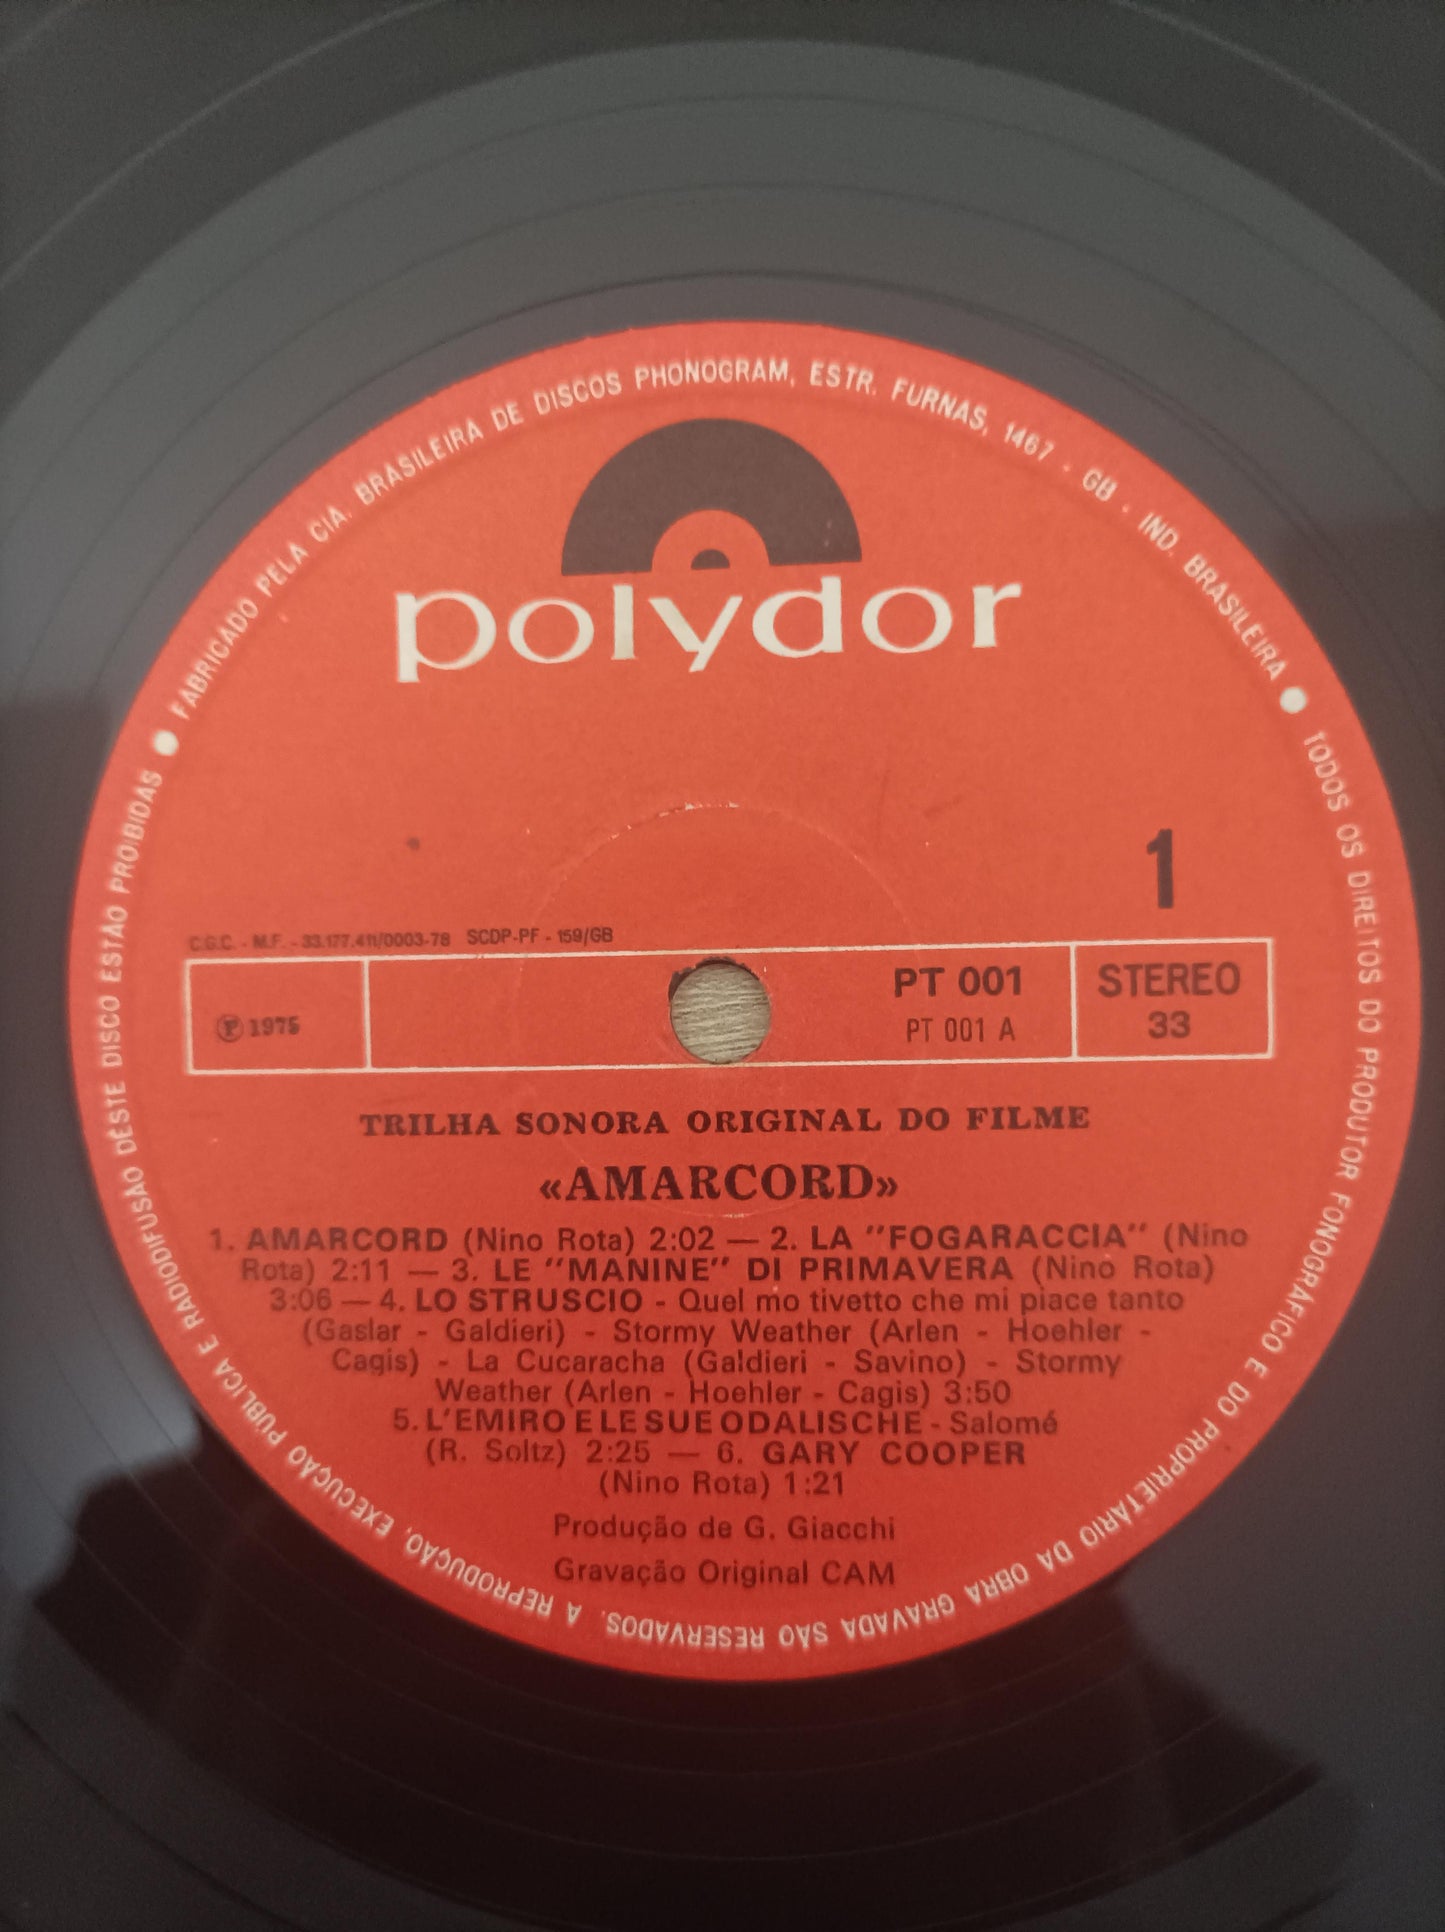 FABRICADO PELA CIA. BRASILEIRA DE DISCOS PHONOGRAM, ESTR. FURNAS, 1467 - GB - IND. BRASILEIRA
polydor
1
C.G.C. - M.F. - 33.177.411/0003-78 SCDP-PF - 159/GB
Ⓟ 1975
PT 001
PT 001 A
STEREO
33
TRILHA SONORA ORIGINAL DO FILME
«AMARCORD»
1. AMARCORD (Nino Rota) 2:02 — 2. LA "FOGARACCIA" (Nino
Rota) 2:11 — 3. LE "MANINE" DI PRIMAVERA (Nino Rota)
3:06 — 4. LO STRUSCIO - Quel mo tivetto che mi piace tanto
(Gaslar - Galdieri) - Stormy Weather (Arlen - Hoehler -
Cagis) - La Cucaracha (Galdieri - Savino) - Stormy
Weather (Arlen - Hoehler - Cagis) 3:50
5. L'EMIRO E LE SUE ODALISCHE - Salomé
(R. Soltz) 2:25 — 6. GARY COOPER
(Nino Rota) 1:21
Produção de G. Giacchi
Gravação Original CAM
TODOS OS DIREITOS DO PRODUTOR FONOGRÁFICO E DO PROPRIETÁRIO DA OBRA GRAVADA SÃO RESERVADOS. A REPRODUÇÃO, EXECUÇÃO PÚBLICA E RADIODIFUSÃO DÊSTE DISCO ESTÃO PROIBIDAS